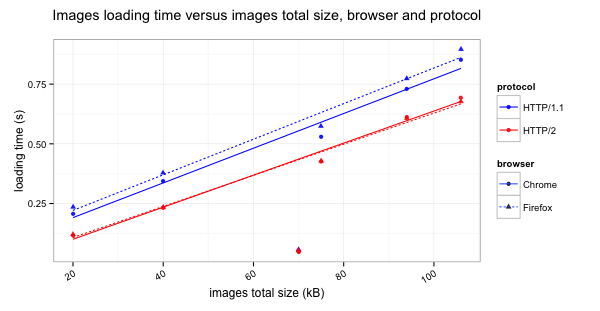 Images loading time versus images total size, browser and protocol
loading time (s)
0.75
0.50
0.25
20
40
60
80
100
images total size (kB)
protocol
HTTP/1.1
HTTP/2
browser
Chrome
Firefox